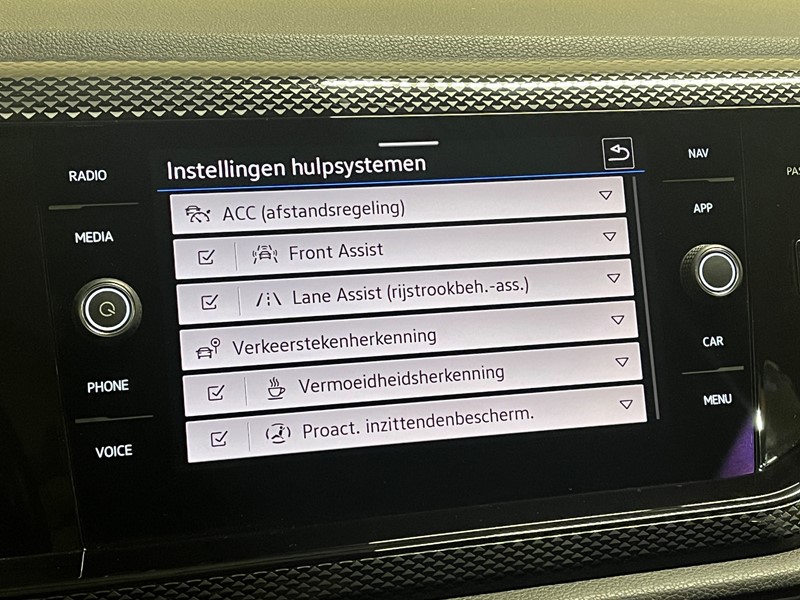 Instellingen hulpsystemen
ACC (afstandsregeling)
Front Assist
Lane Assist (rijstrookbeh.-ass.)
Verkeerstekenherkenning
Vermoeidheidsherkenning
Proact. inzittendenbescherm.
RADIO
MEDIA
PHONE
VOICE
NAV
APP
CAR
MENU